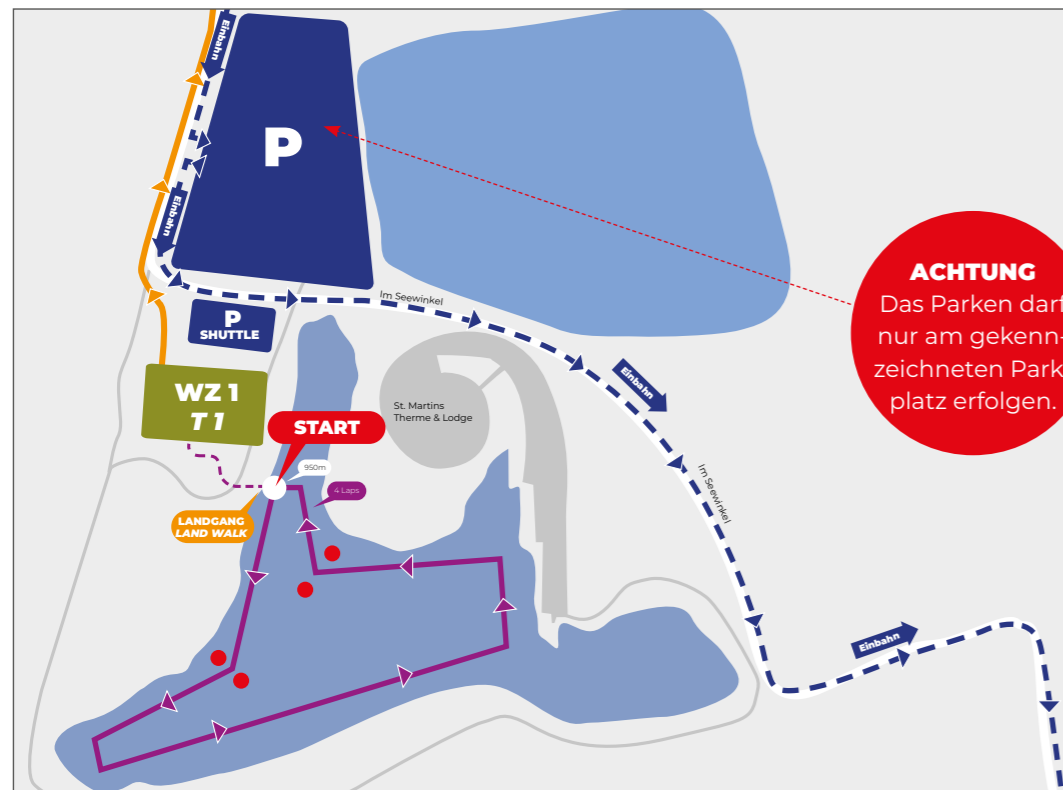 Einbahn
P
Einbahn
Im Seewinkel
P
SHUTTLE
ACHTUNG
Das Parken darf
nur am gekenn-
zeichneten Park-
platz erfolgen.
WZ 1
T 1
Einbahn
St. Martins
Therme & Lodge
START
950m
4 Laps
Im Seewinkel
LANDGANG
LAND WALK
Einbahn